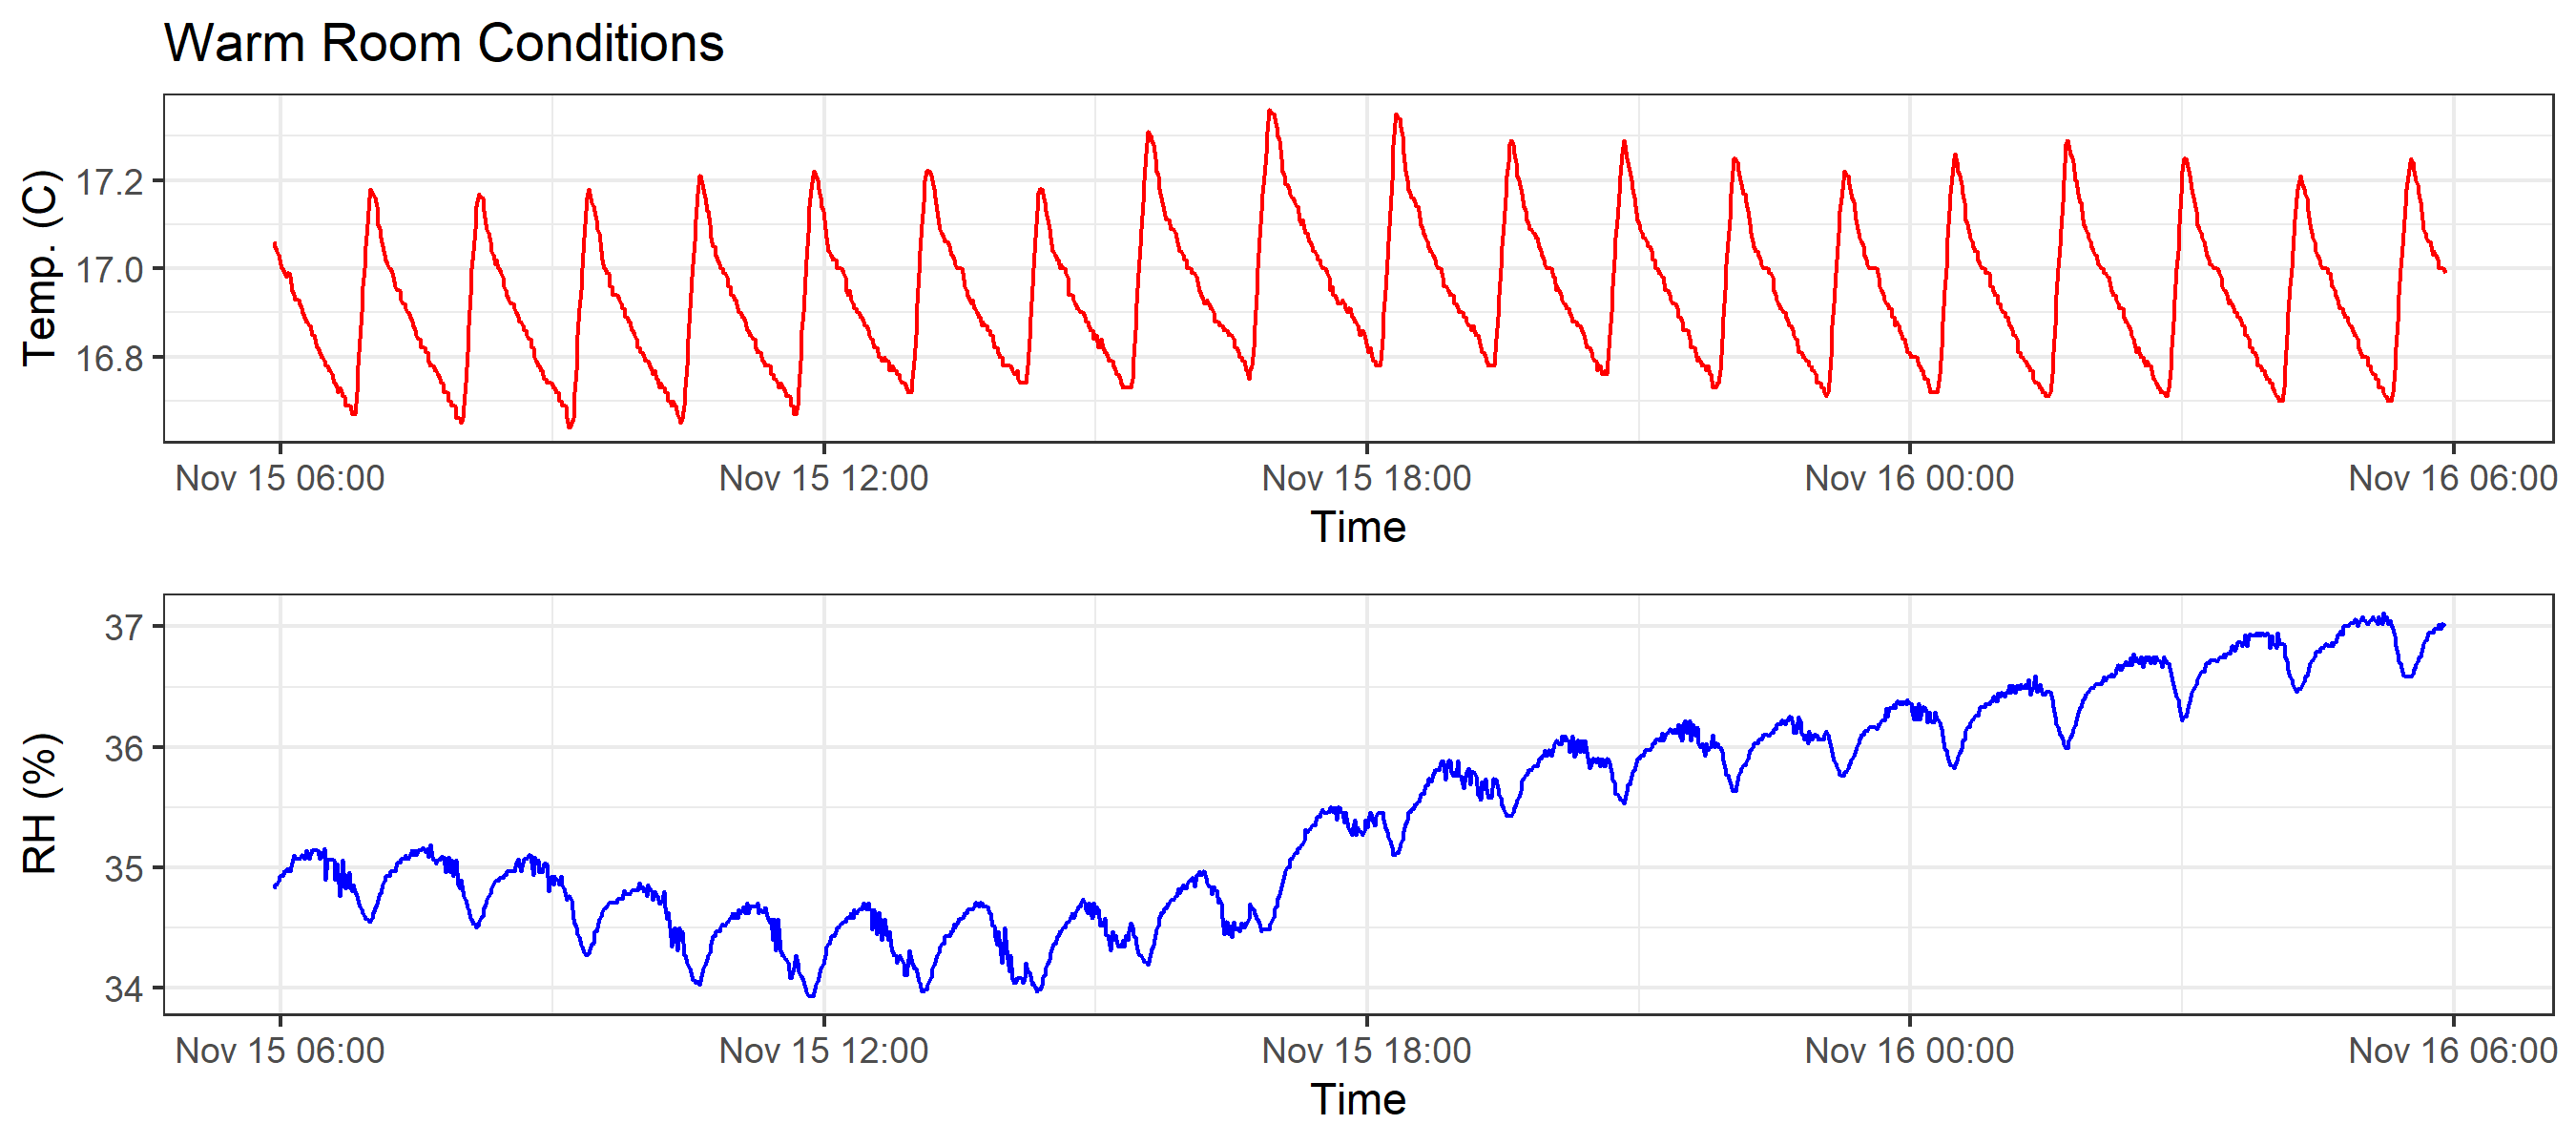 Warm Room Conditions
Temp. (C)
17.2
17.0
16.8
Nov 15 06:00 Nov 15 12:00 Nov 15 18:00 Nov 16 00:00 Nov 16 06:00
Time
RH (%)
37
36
35
34
Nov 15 06:00 Nov 15 12:00 Nov 15 18:00 Nov 16 00:00 Nov 16 06:00
Time